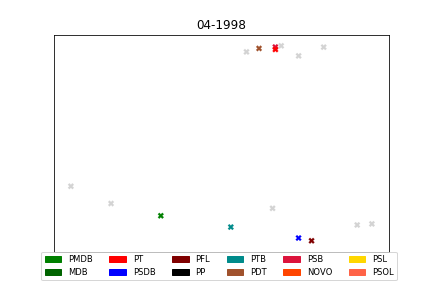 04-1998
PMDB PT PFL PTB PSB PSL
MDB PSDB PP PDT NOVO PSOL